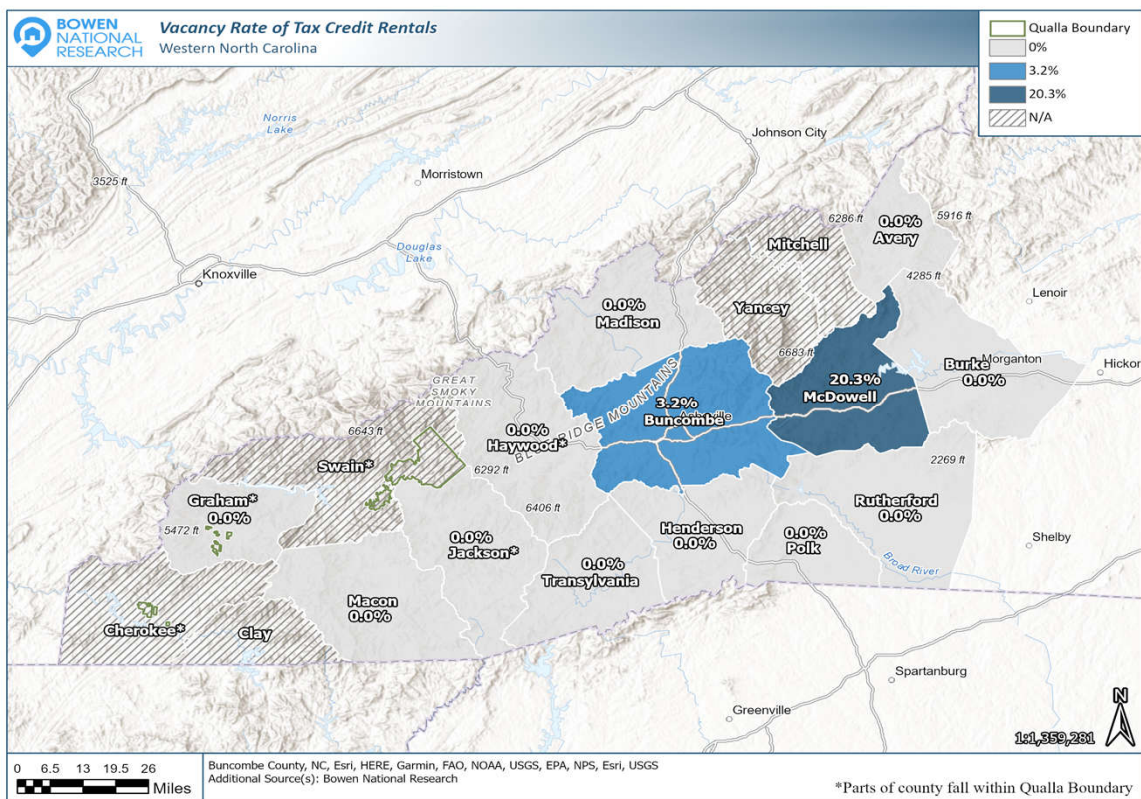 BOWEN
NATIONAL
RESEARCH
Vacancy Rate of Tax Credit Rentals
Western North Carolina
Qualla Boundary
0%
3.2%
20.3%
N/A
Norris
Lake
Johnson City
3525 ft
Morristown
6286 ft
0.0%
Avery
5916 ft
Mitchell
Douglas
Lake
Knoxville
4285 ft
Lenoir
0.0%
Madison
Yancey
6683 ft
Burke
0.0%
Morganton
Hickor
20.3%
McDowell
GREAT
SMOKY
MOUNTAINS
3.2%
Buncombe
BLUE RIDGE MOUNTAINS
0.0%
Haywood*
6643 ft
Swain*
6292 ft
2269 ft
Graham*
0.0%
5472 ft
6406 ft
Rutherford
0.0%
0.0%
Jackson*
Henderson
0.0%
0.0%
Polk
Shelby
0.0%
Transylvania
Broad River
Macon
0.0%
Cherokee*
Clay
Spartanburg
Greenville
N
1:1,359,281
0 6.5 13 19.5 26
Miles
Buncombe County, NC, Esri, HERE, Garmin, FAO, NOAA, USGS, EPA, NPS, Esri, USGS
Additional Source(s): Bowen National Research
*Parts of county fall within Qualla Boundary